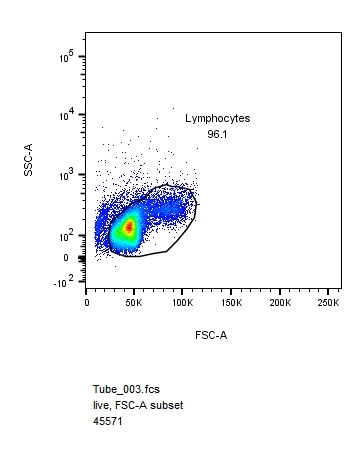 10^5
10^4
10^3
10^2
0
-10^2
SSC-A
Lymphocytes
96.1
0 50K 100K 150K 200K 250K
FSC-A
Tube_003.fcs
live, FSC-A subset
45571